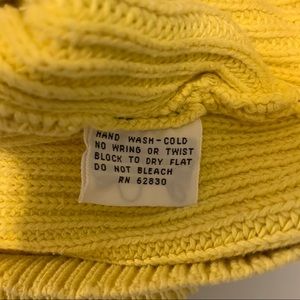 HAND WASH-COLD
NO WRING OR TWIST
BLOCK TO DRY FLAT
DO NOT BLEACH
RN 62830